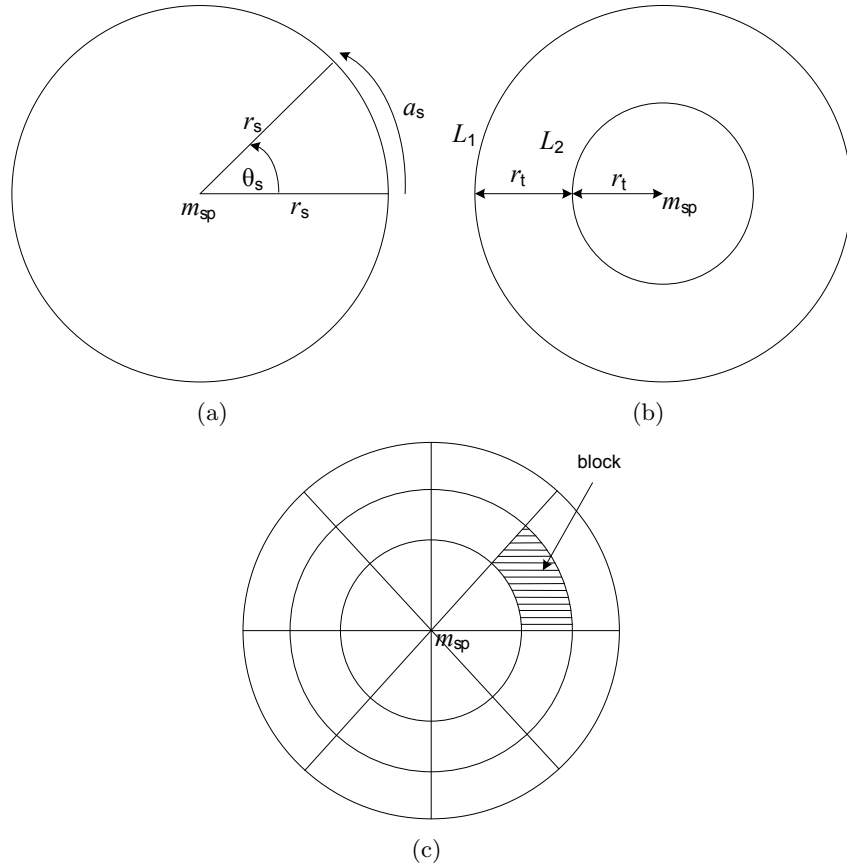 r_s
a_s
θ_s
m_sp
r_s
(a)
L_1
L_2
r_t
r_t
m_sp
(b)
block
m_sp
(c)